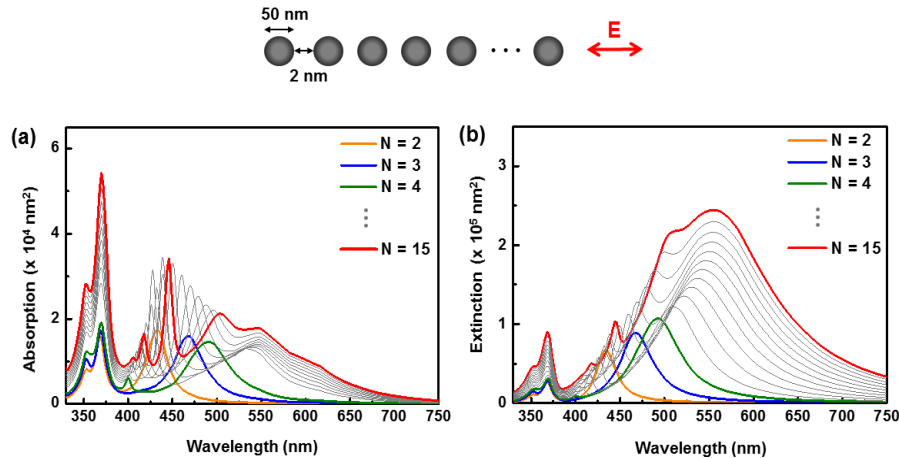 50 nm
2 nm
E
(a)
Absorption (x 10⁴ nm²)
6
4
2
0
N = 2
N = 3
N = 4
N = 15
350 400 450 500 550 600 650 700 750
Wavelength (nm)
(b)
Extinction (x 10⁵ nm²)
3
2
1
0
N = 2
N = 3
N = 4
N = 15
350 400 450 500 550 600 650 700 750
Wavelength (nm)